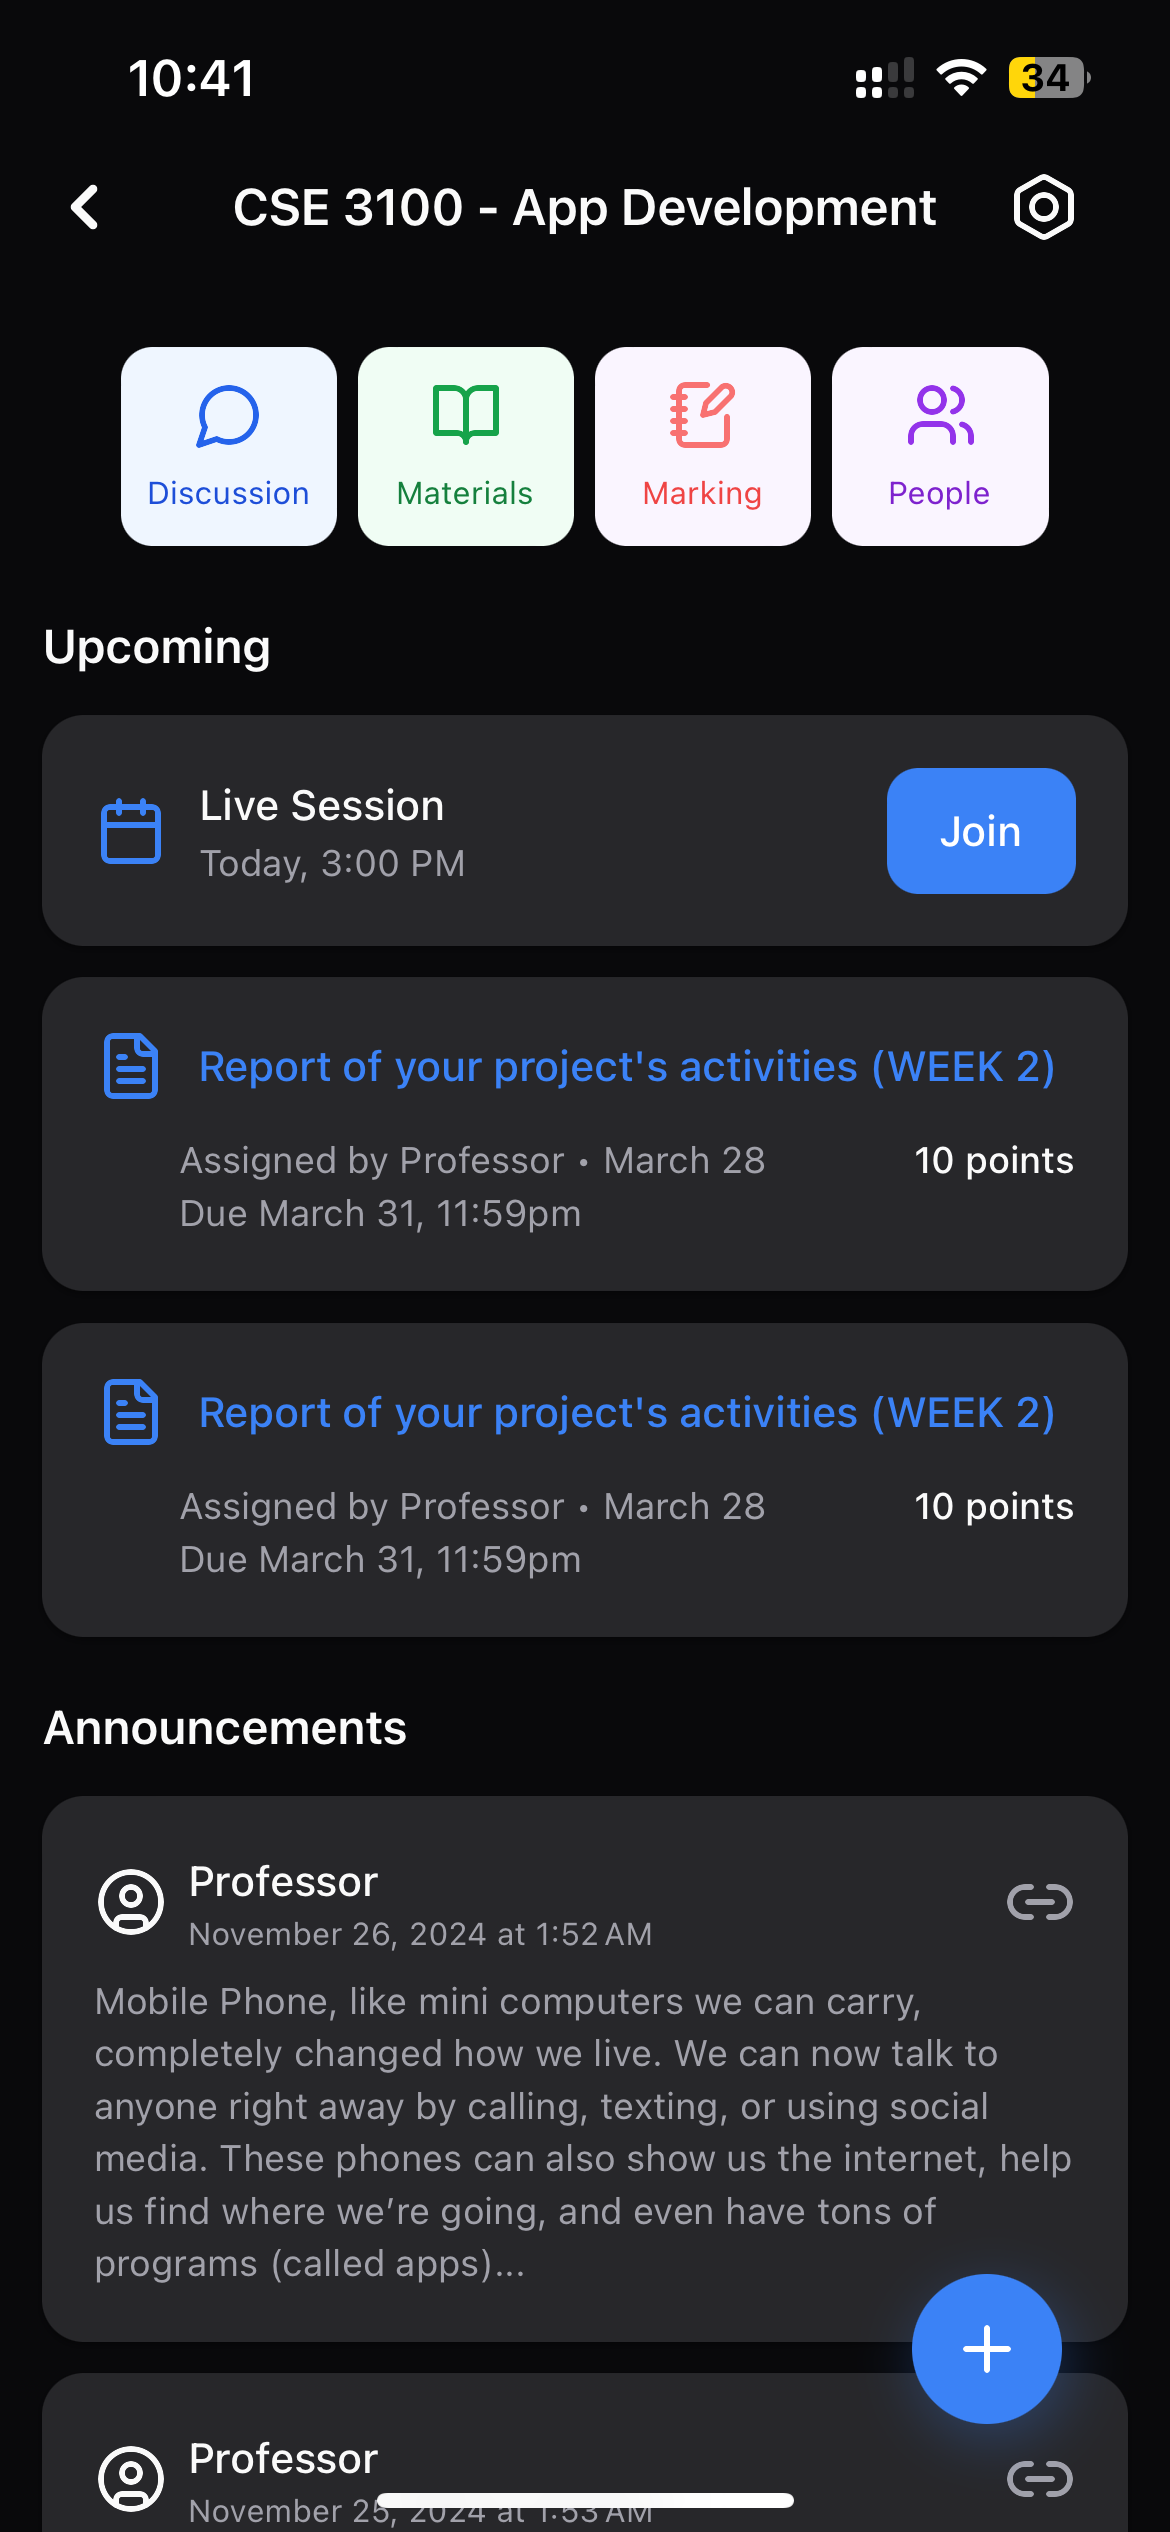 10:41
34
CSE 3100 - App Development
Discussion
Materials
Marking
People
Upcoming
Live Session
Today, 3:00 PM
Join
Report of your project's activities (WEEK 2)
Assigned by Professor • March 28
10 points
Due March 31, 11:59pm
Report of your project's activities (WEEK 2)
Assigned by Professor • March 28
10 points
Due March 31, 11:59pm
Announcements
Professor
November 26, 2024 at 1:52 AM
Mobile Phone, like mini computers we can carry,
completely changed how we live. We can now talk to
anyone right away by calling, texting, or using social
media. These phones can also show us the internet, help
us find where we’re going, and even have tons of
programs (called apps)...
Professor
November 25, 2024 at 1:53 AM